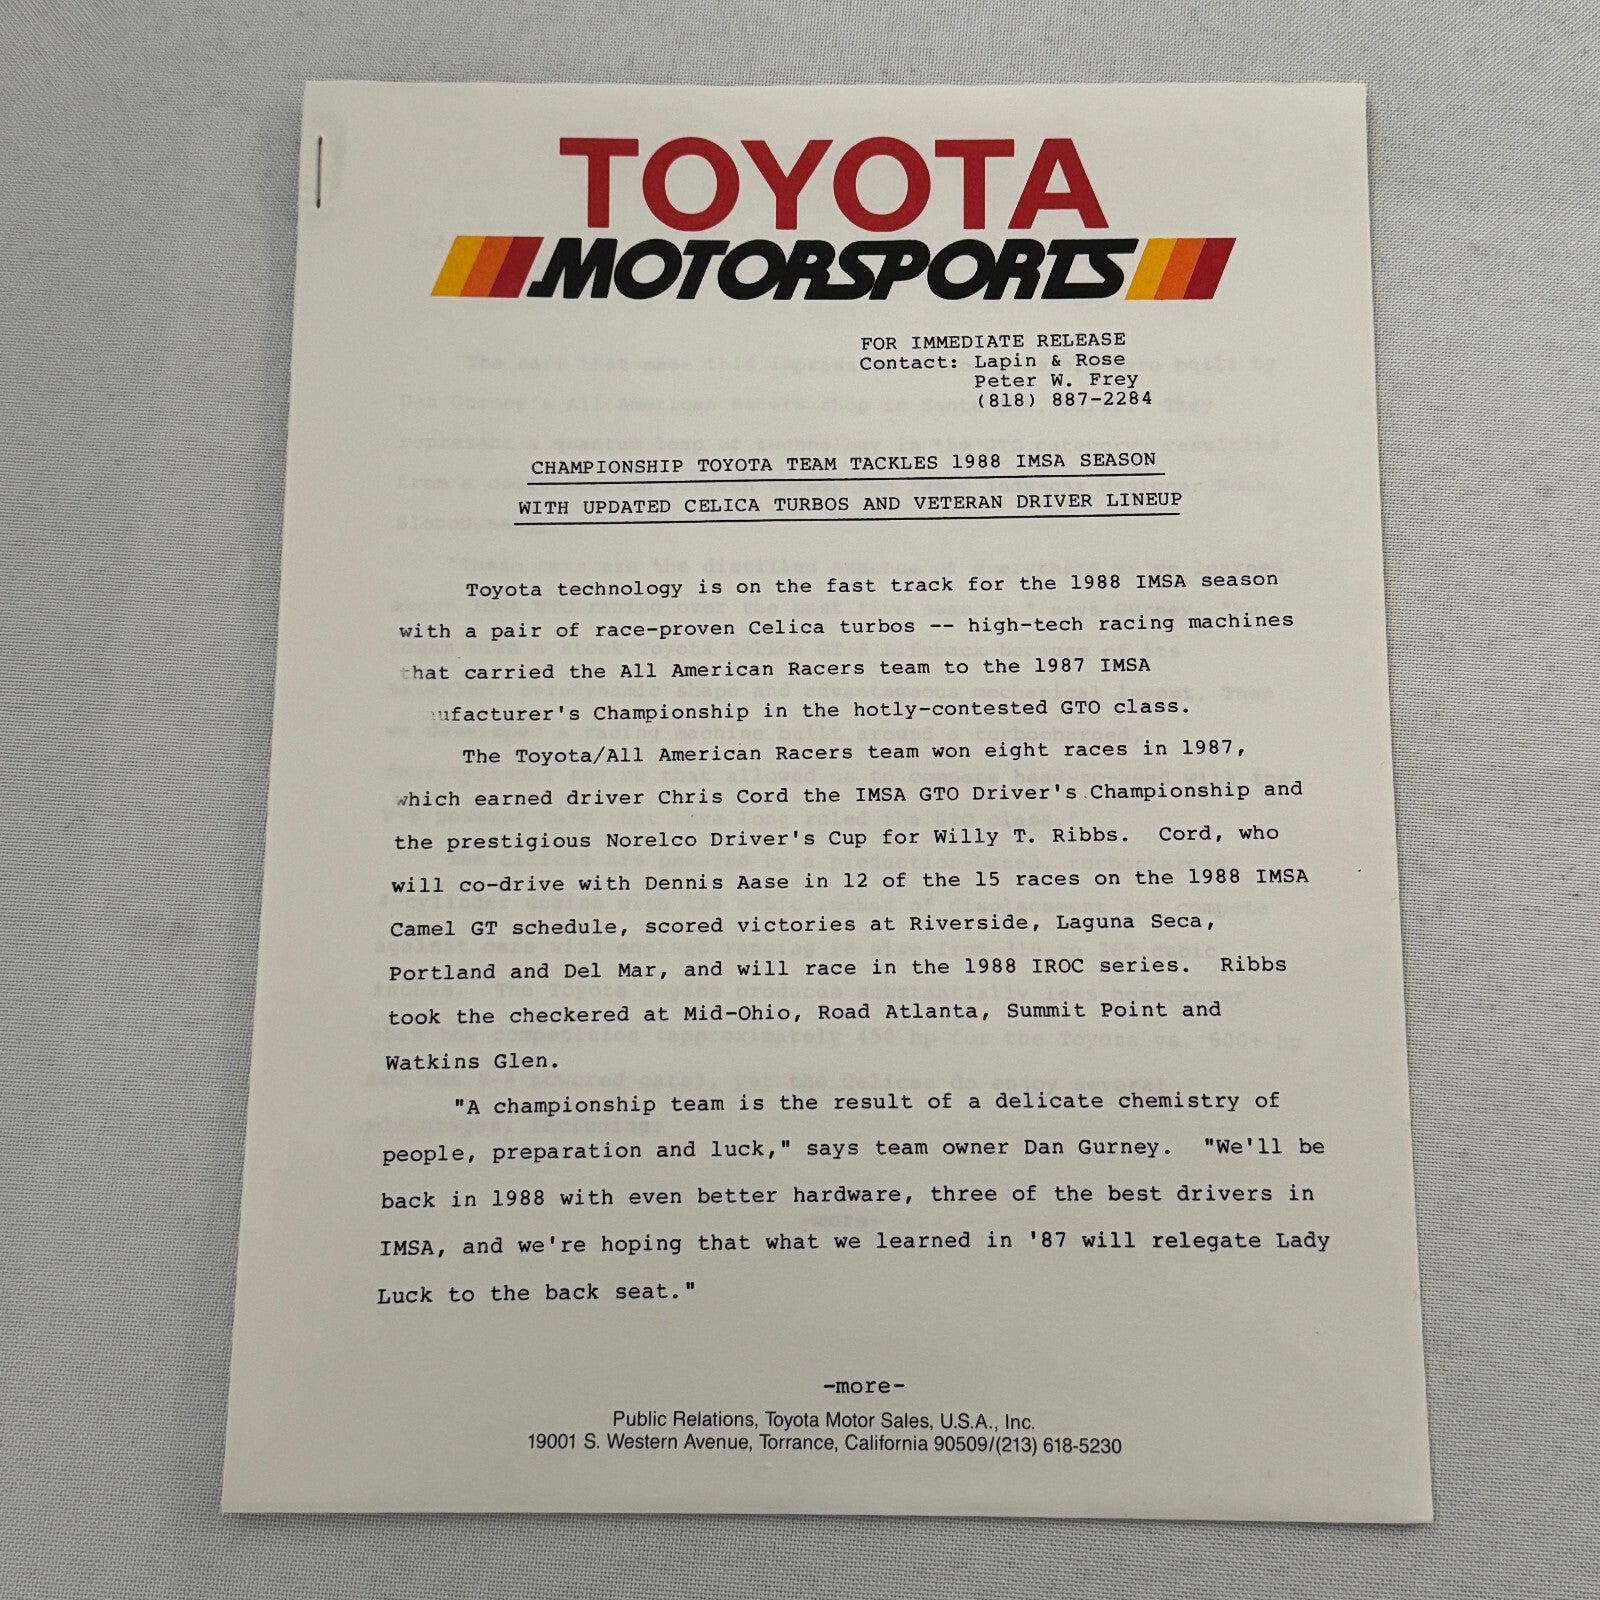 TOYOTA
MOTORSPORTS
FOR IMMEDIATE RELEASE
Contact: Lapin & Rose
Peter W. Frey
(818) 887-2284
CHAMPIONSHIP TOYOTA TEAM TACKLES 1988 IMSA SEASON
WITH UPDATED CELICA TURBOS AND VETERAN DRIVER LINEUP
Toyota technology is on the fast track for the 1988 IMSA season
with a pair of race-proven Celica turbos -- high-tech racing machines
that carried the All American Racers team to the 1987 IMSA
ufacturer's Championship in the hotly-contested GTO class.
The Toyota/All American Racers team won eight races in 1987,
which earned driver Chris Cord the IMSA GTO Driver's Championship and
the prestigious Norelco Driver's Cup for Willy T. Ribbs. Cord, who
will co-drive with Dennis Aase in 12 of the 15 races on the 1988 IMSA
Camel GT schedule, scored victories at Riverside, Laguna Seca,
Portland and Del Mar, and will race in the 1988 IROC series. Ribbs
took the checkered at Mid-Ohio, Road Atlanta, Summit Point and
Watkins Glen.
"A championship team is the result of a delicate chemistry of
people, preparation and luck," says team owner Dan Gurney. "We'll be
back in 1988 with even better hardware, three of the best drivers in
IMSA, and we're hoping that what we learned in '87 will relegate Lady
Luck to the back seat."
-more-
Public Relations, Toyota Motor Sales, U.S.A., Inc.
19001 S. Western Avenue, Torrance, California 90509/(213) 618-5230